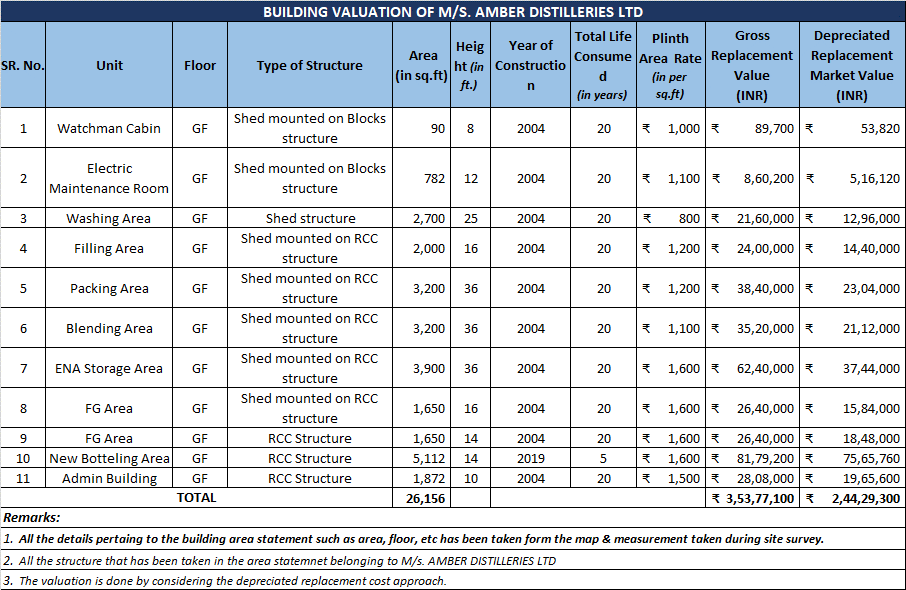 BUILDING VALUATION OF M/S. AMBER DISTILLERIES LTD
SR. No. Unit Floor Type of Structure Area (in sq.ft) Heig ht (in ft.) Year of Constructio n Total Life Consume d (in years) Plinth Area Rate (in per sq.ft) Gross Replacement Value (INR) Depreciated Replacement Market Value (INR)
1 Watchman Cabin GF Shed mounted on Blocks structure 90 8 2004 20 ₹ 1,000 ₹ 89,700 ₹ 53,820
2 Electric Maintenance Room GF Shed mounted on Blocks structure 782 12 2004 20 ₹ 1,100 ₹ 8,60,200 ₹ 5,16,120
3 Washing Area GF Shed structure 2,700 25 2004 20 ₹ 800 ₹ 21,60,000 ₹ 12,96,000
4 Filling Area GF Shed mounted on RCC structure 2,000 16 2004 20 ₹ 1,200 ₹ 24,00,000 ₹ 14,40,000
5 Packing Area GF Shed mounted on RCC structure 3,200 36 2004 20 ₹ 1,200 ₹ 38,40,000 ₹ 23,04,000
6 Blending Area GF Shed mounted on RCC structure 3,200 36 2004 20 ₹ 1,100 ₹ 35,20,000 ₹ 21,12,000
7 ENA Storage Area GF Shed mounted on RCC structure 3,900 36 2004 20 ₹ 1,600 ₹ 62,40,000 ₹ 37,44,000
8 FG Area GF Shed mounted on RCC structure 1,650 16 2004 20 ₹ 1,600 ₹ 26,40,000 ₹ 15,84,000
9 FG Area GF RCC Structure 1,650 14 2004 20 ₹ 1,600 ₹ 26,40,000 ₹ 18,48,000
10 New Botteling Area GF RCC Structure 5,112 14 2019 5 ₹ 1,600 ₹ 81,79,200 ₹ 75,65,760
11 Admin Building GF RCC Structure 1,872 10 2004 20 ₹ 1,500 ₹ 28,08,000 ₹ 19,65,600
TOTAL 26,156 ₹ 3,53,77,100 ₹ 2,44,29,300
Remarks:
1. All the details pertaing to the building area statement such as area, floor, etc has been taken form the map & measurement taken during site survey.
2. All the structure that has been taken in the area statemnet belonging to M/s. AMBER DISTILLERIES LTD
3. The valuation is done by considering the depreciated replacement cost approach.